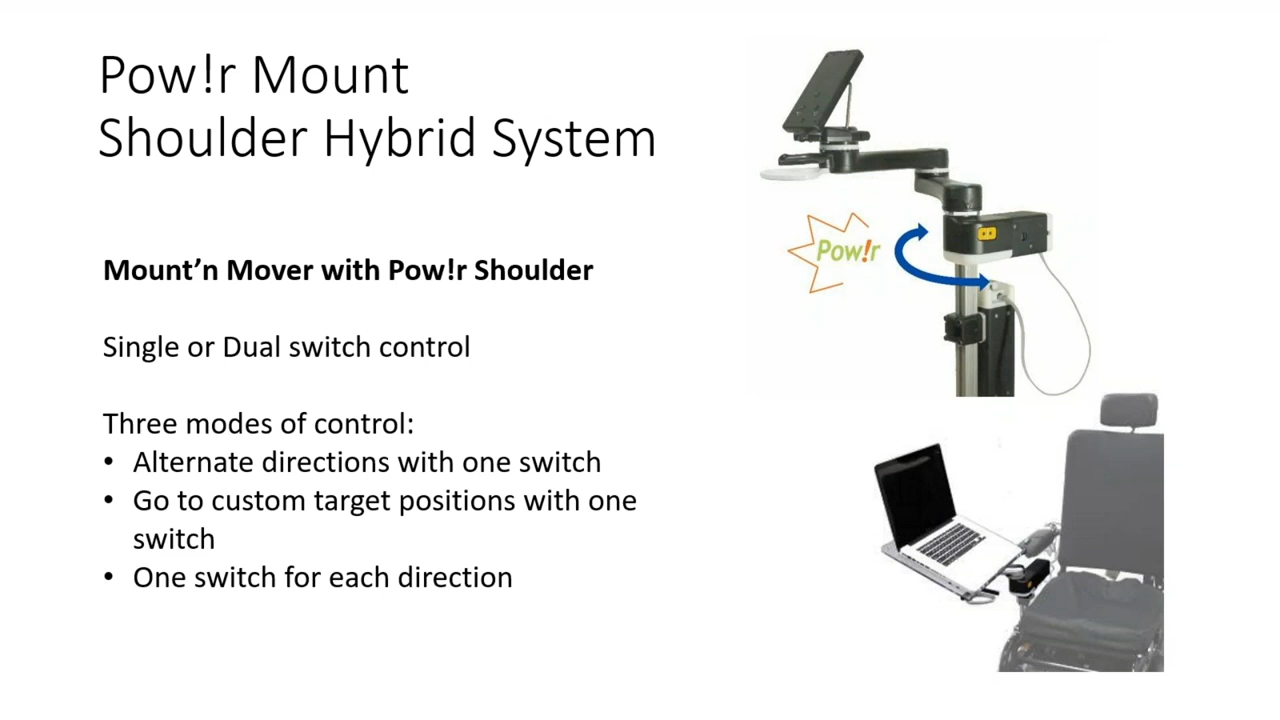 Pow!r Mount
Shoulder Hybrid System
Mount’n Mover with Pow!r Shoulder
Single or Dual switch control
Three modes of control:
• Alternate directions with one switch
• Go to custom target positions with one
switch
• One switch for each direction
Pow!r